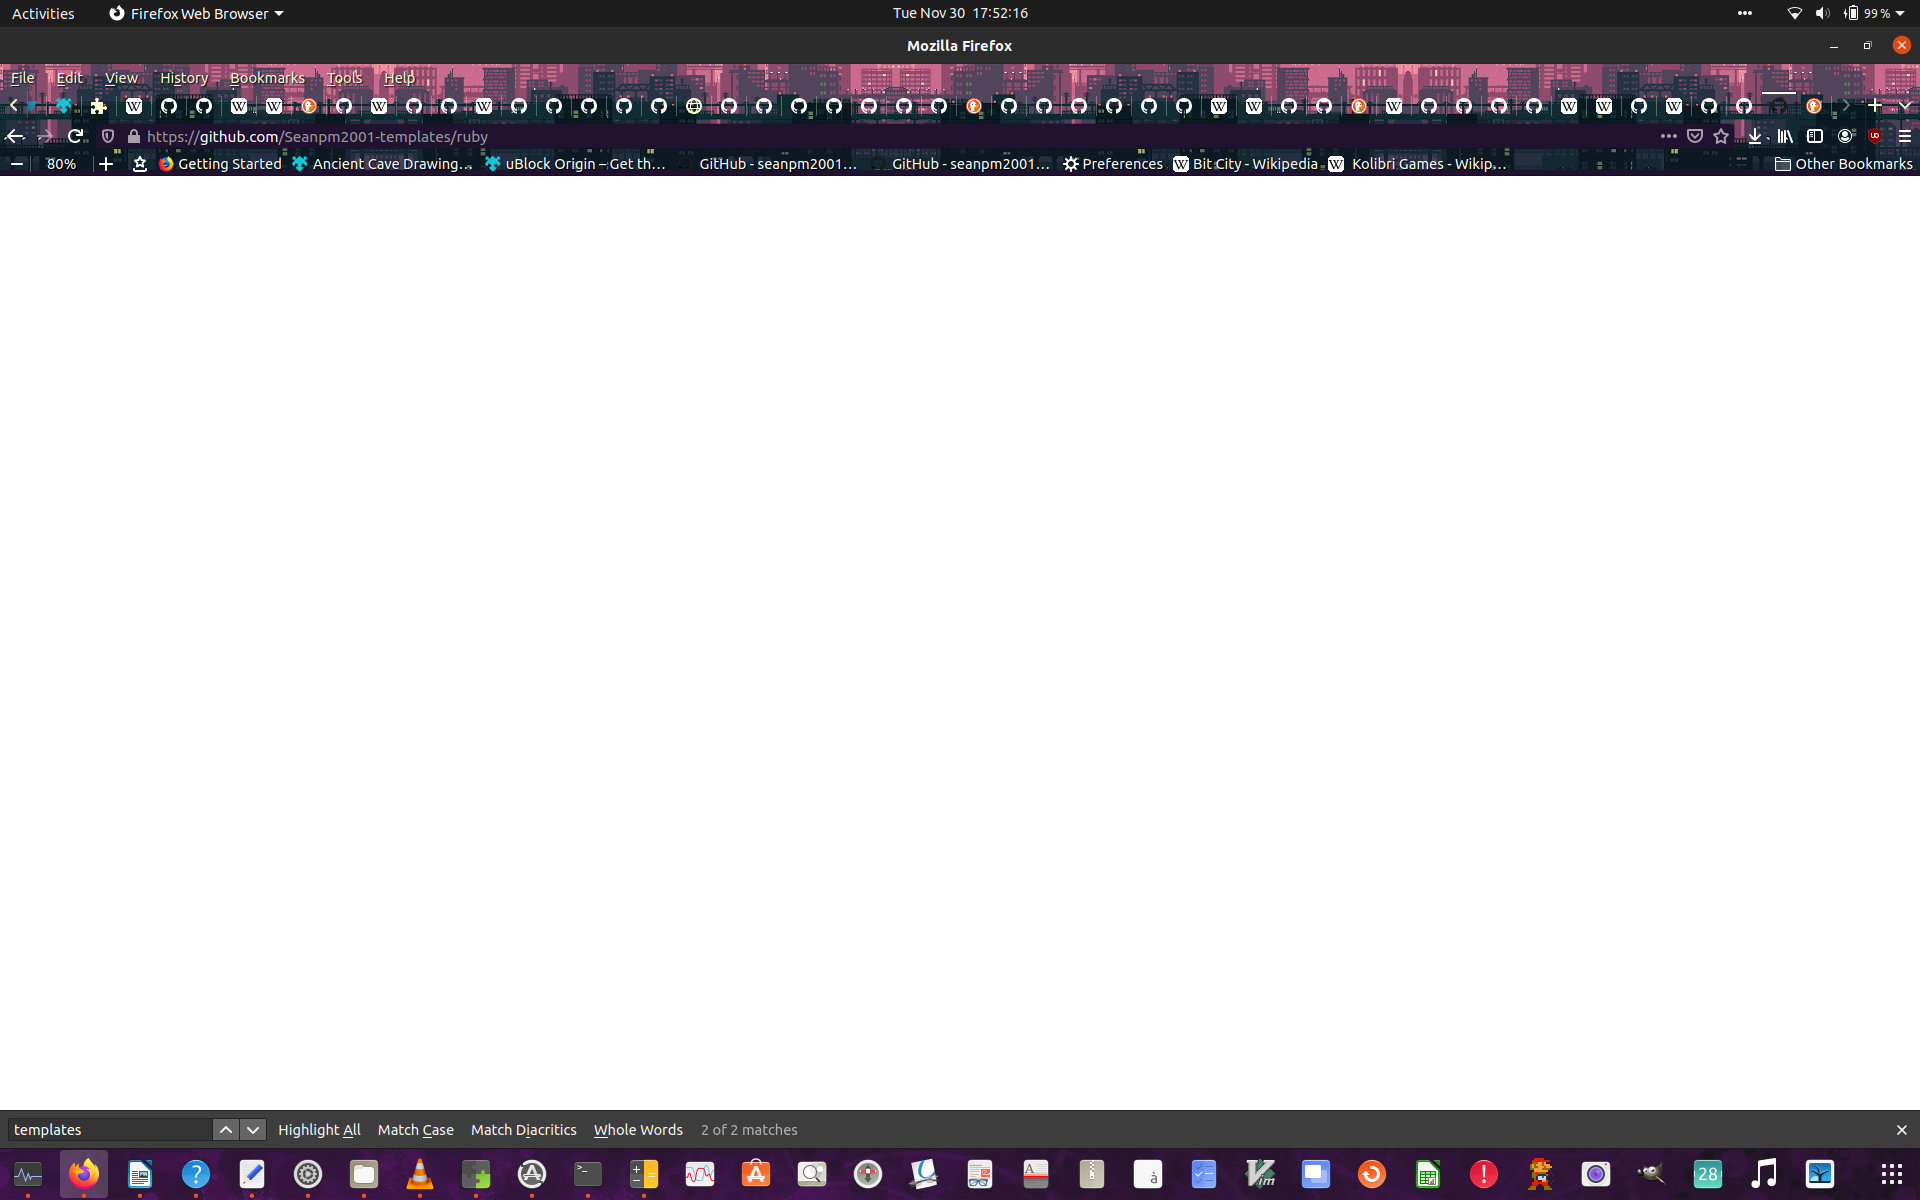 Activities Firefox Web Browser Tue Nov 30 17:52:16 99 %
Mozilla Firefox
File Edit View History Bookmarks Tools Help
https://github.com/Seanpm2001-templates/ruby
80% Getting Started Ancient Cave Drawing… uBlock Origin – Get th… GitHub - seanpm2001… GitHub - seanpm2001… Preferences Bit City - Wikipedia Kolibri Games - Wikip… Other Bookmarks
templates Highlight All Match Case Match Diacritics Whole Words 2 of 2 matches
28